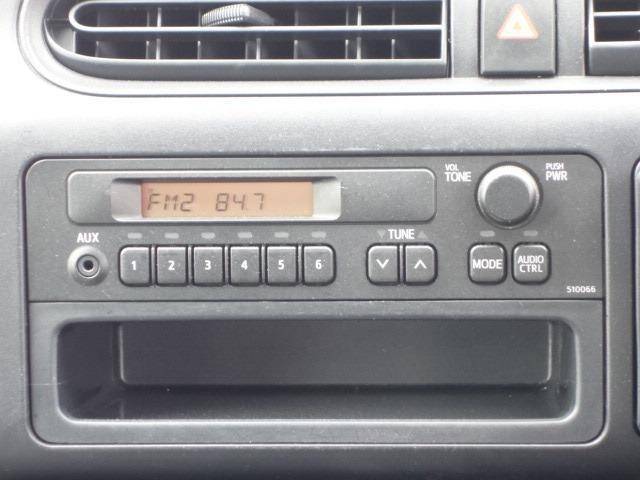 VOL
TONE
PUSH
PWR
FM2 84.7
AUX
TUNE
1 2 3 4 5 6
MODE
AUDIO
CTRL
510066